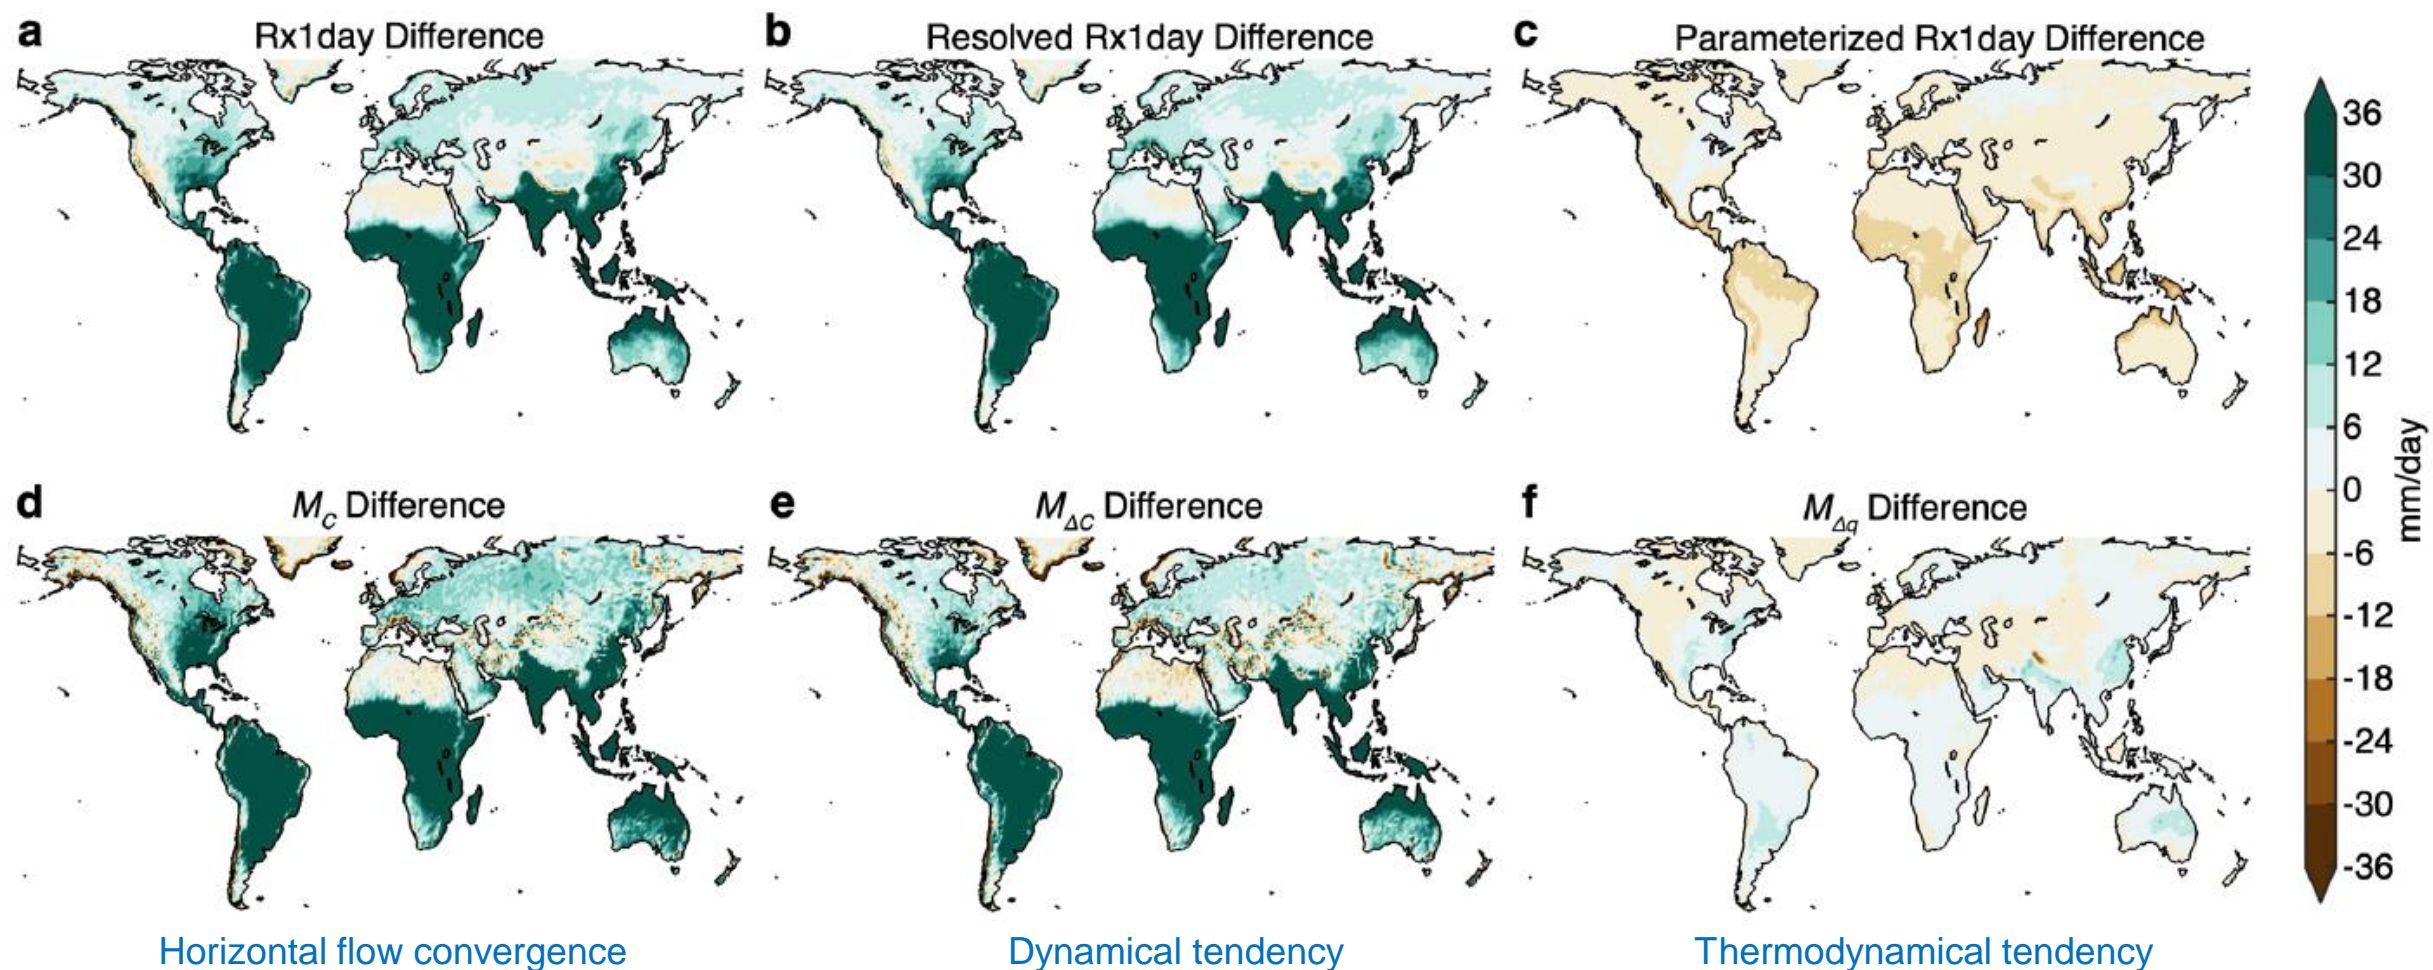 a Rx1day Difference
b Resolved Rx1day Difference
c Parameterized Rx1day Difference
36
30
24
18
12
6
0
-6
-12
-18
-24
-30
-36
mm/day
d M_C Difference
e M_ΔC Difference
f M_Δq Difference
Horizontal flow convergence
Dynamical tendency
Thermodynamical tendency